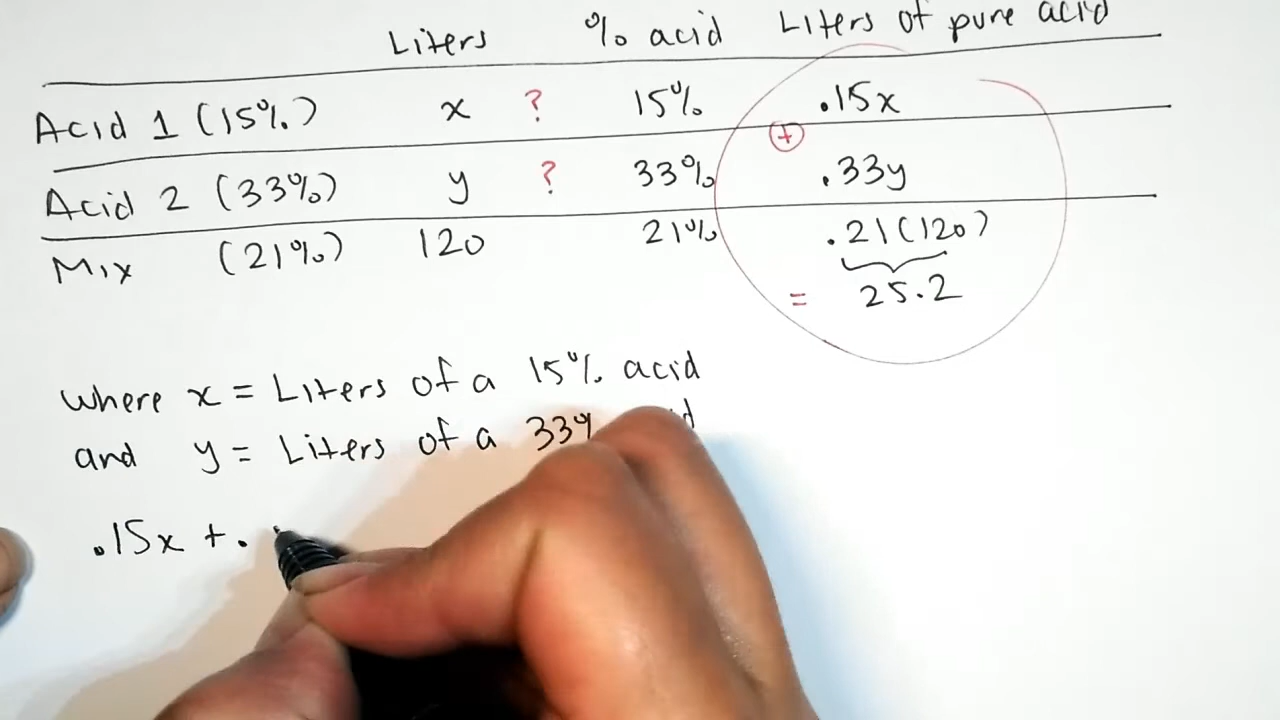 Liters % acid Liters of pure acid
Acid 1 (15%) x ? 15% .15x
+
Acid 2 (33%) y ? 33% .33y
Mix (21%) 120 21% .21(120)
= 25.2
where x = Liters of a 15% acid
and y = Liters of a 33%
.15x + .